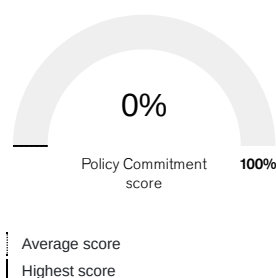 0%
Policy Commitment 100%
score
Average score
Highest score